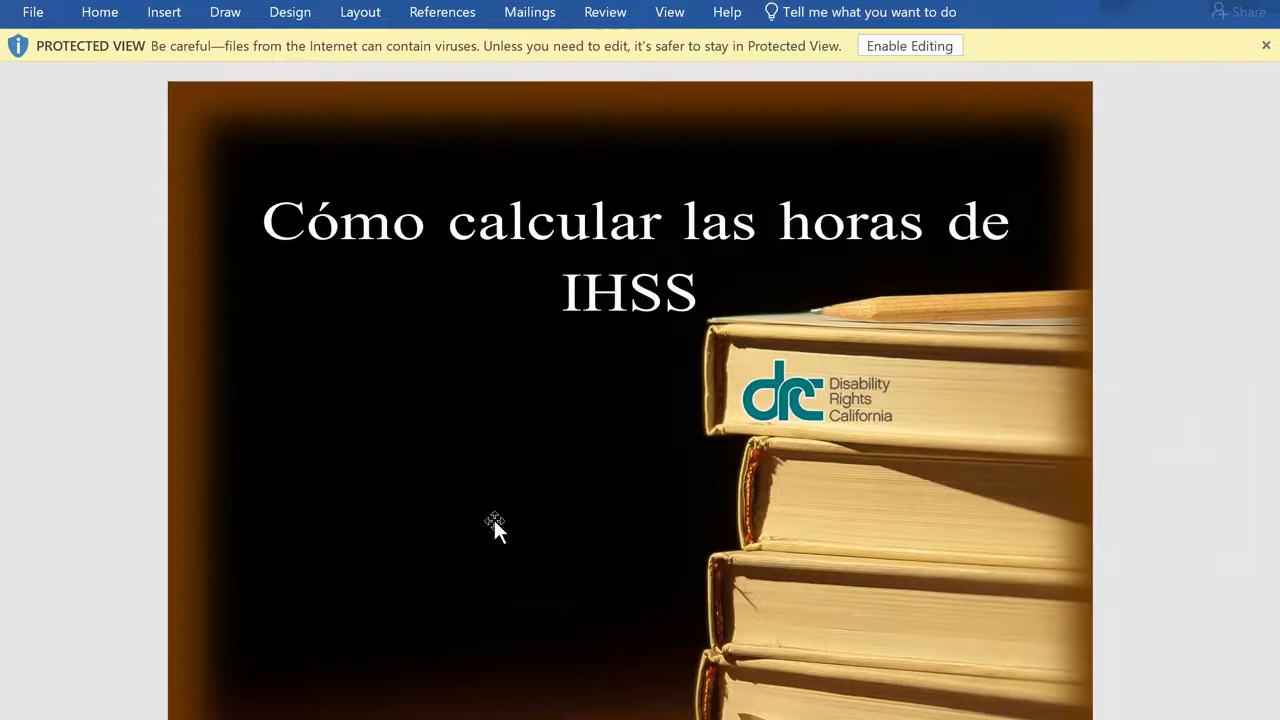 File Home Insert Draw Design Layout References Mailings Review View Help Tell me what you want to do Share
PROTECTED VIEW Be careful—files from the Internet can contain viruses. Unless you need to edit, it's safer to stay in Protected View. Enable Editing
Cómo calcular las horas de
IHSS
drc Disability
Rights
California